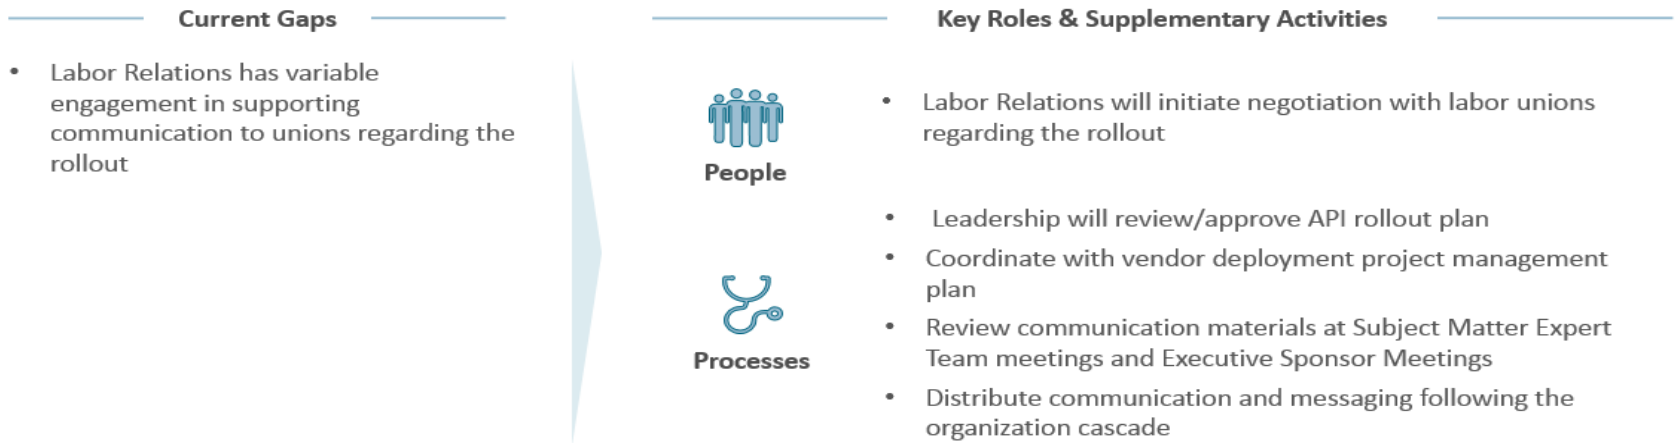 Current Gaps
• Labor Relations has variable
engagement in supporting
communication to unions regarding the
rollout
Key Roles & Supplementary Activities
People
• Labor Relations will initiate negotiation with labor unions
regarding the rollout
Processes
• Leadership will review/approve API rollout plan
• Coordinate with vendor deployment project management
plan
• Review communication materials at Subject Matter Expert
Team meetings and Executive Sponsor Meetings
• Distribute communication and messaging following the
organization cascade